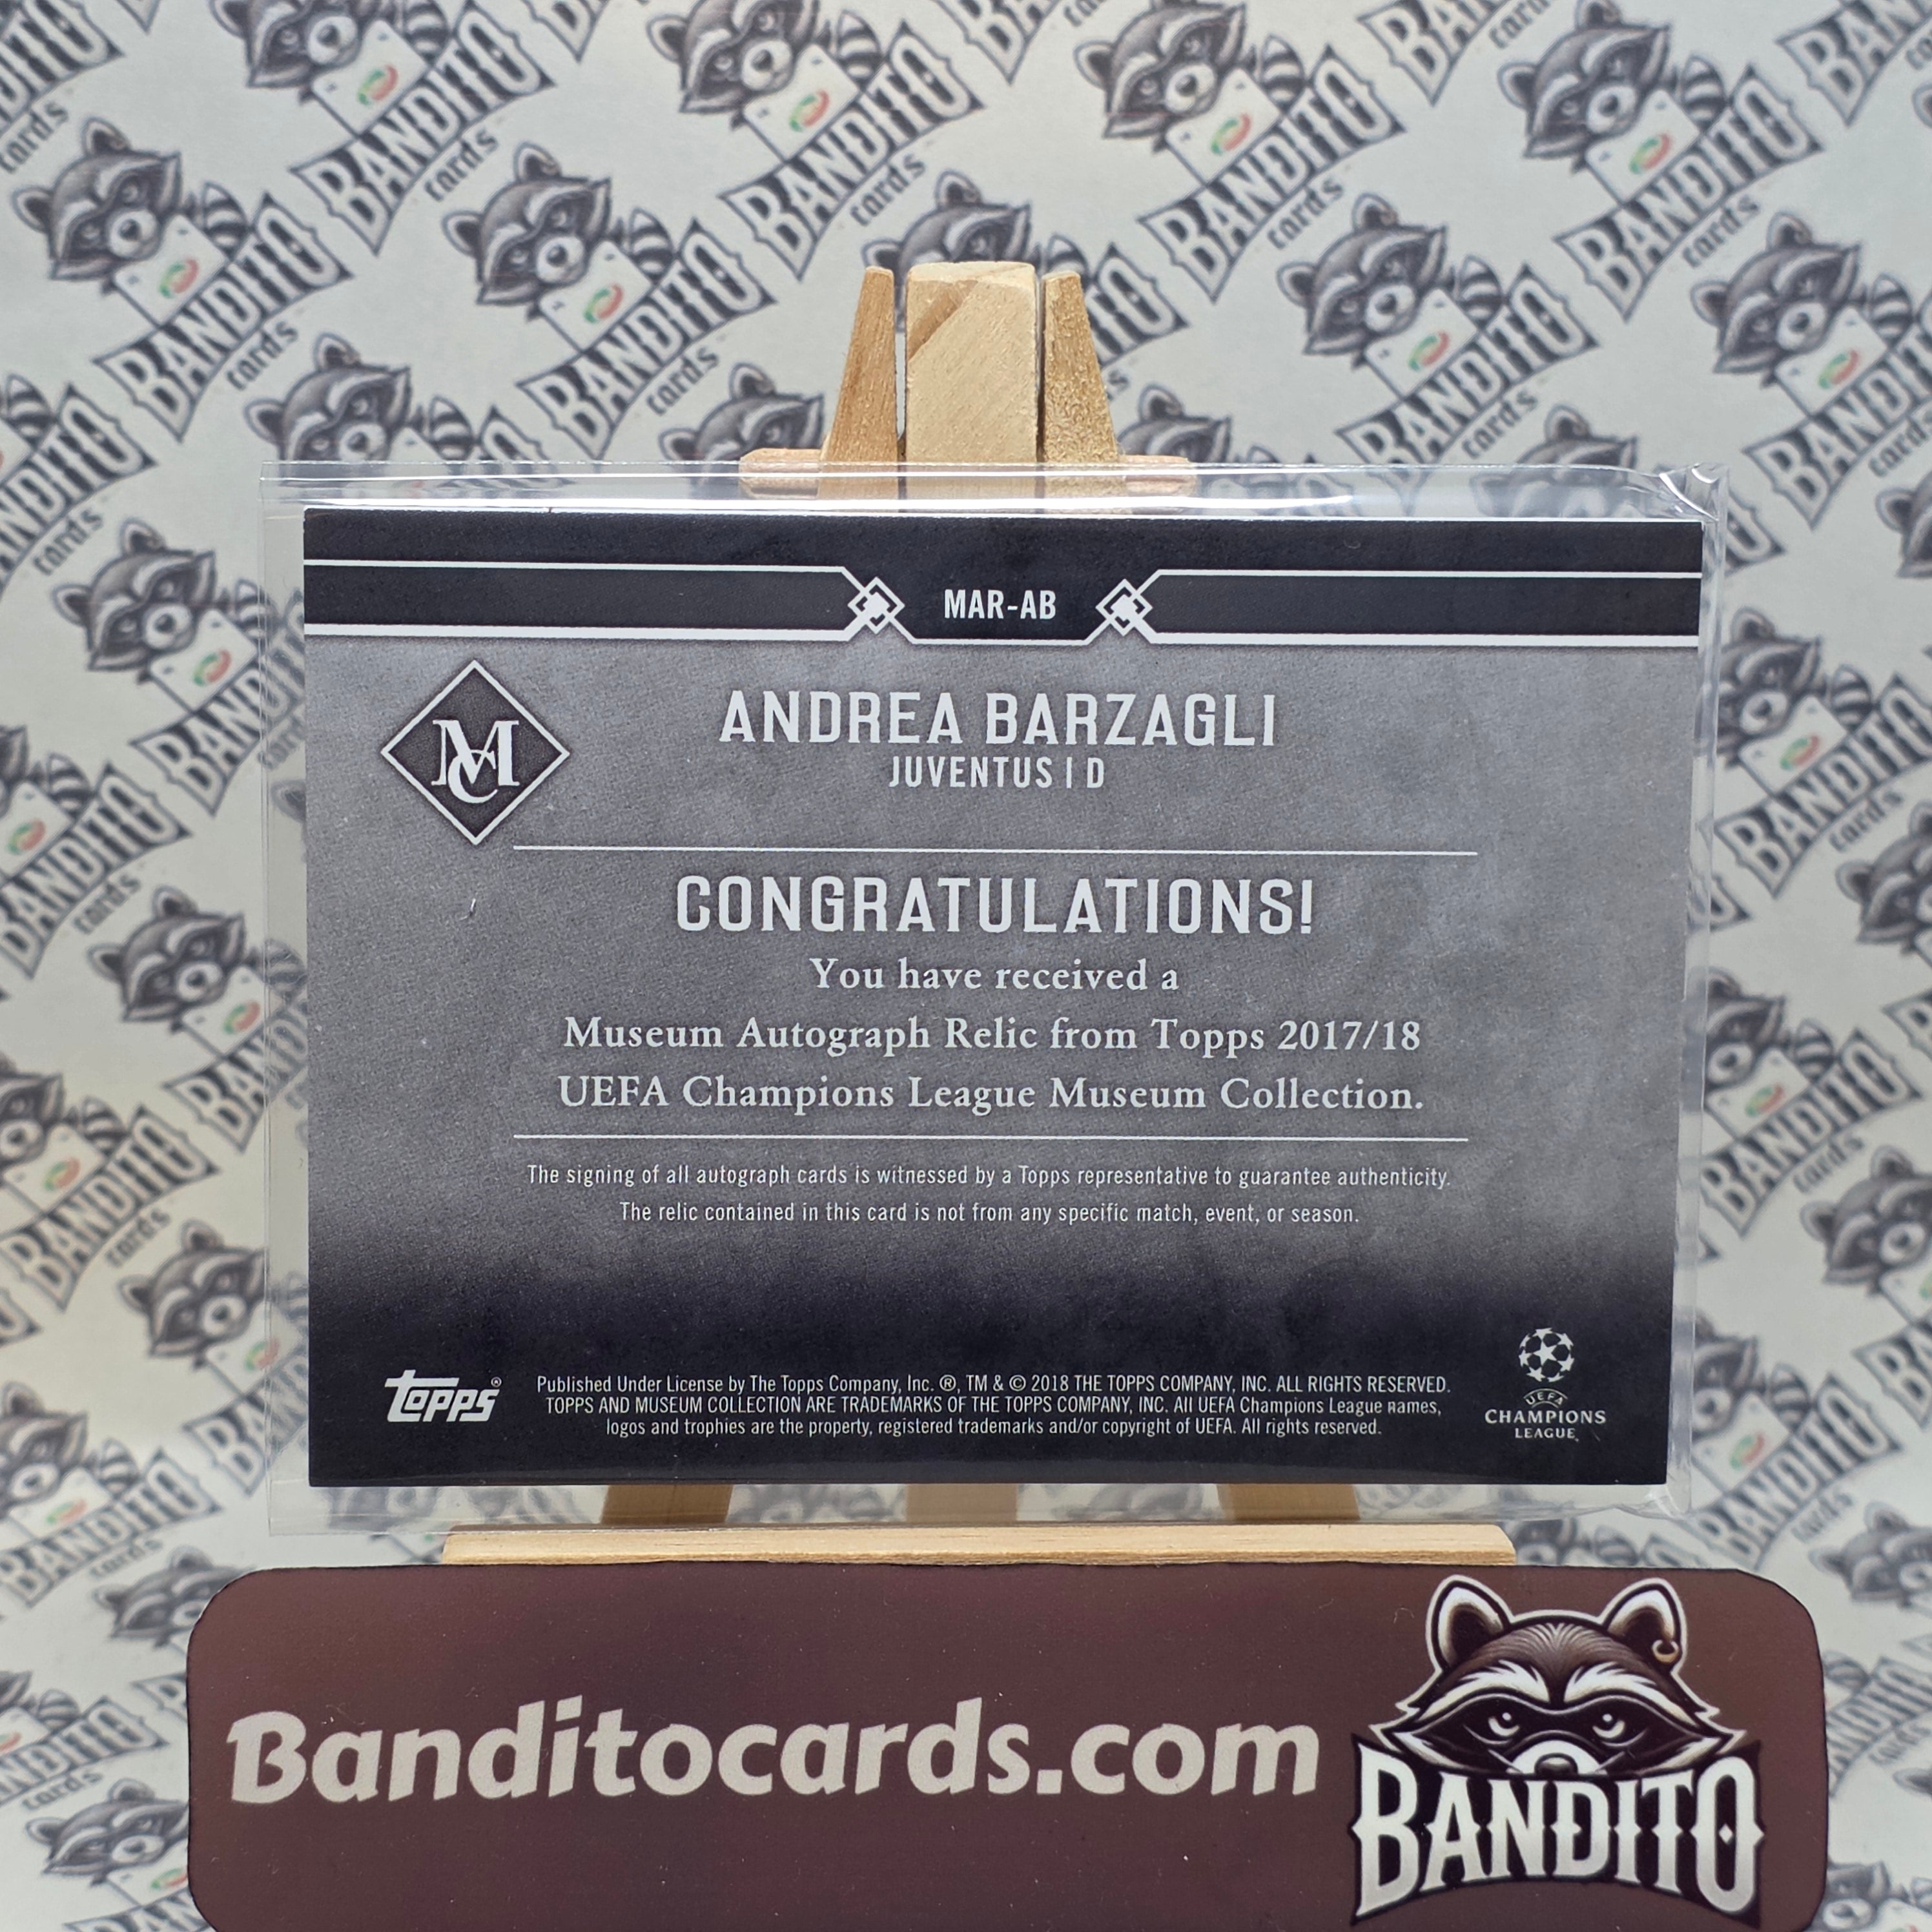 MAR-AB
MC
ANDREA BARZAGLI
JUVENTUS | D
CONGRATULATIONS!
You have received a
Museum Autograph Relic from Topps 2017/18
UEFA Champions League Museum Collection.
The signing of all autograph cards is witnessed by a Topps representative to guarantee authenticity.
The relic contained in this card is not from any specific match, event, or season.
topps®
Published Under License by The Topps Company, Inc. ®, TM & © 2018 THE TOPPS COMPANY, INC. ALL RIGHTS RESERVED.
TOPPS AND MUSEUM COLLECTION ARE TRADEMARKS OF THE TOPPS COMPANY, INC. All UEFA Champions League names,
logos and trophies are the property, registered trademarks and/or copyright of UEFA. All rights reserved.
UEFA
CHAMPIONS
LEAGUE
Banditocards.com
BANDITO
BANDITO
cards